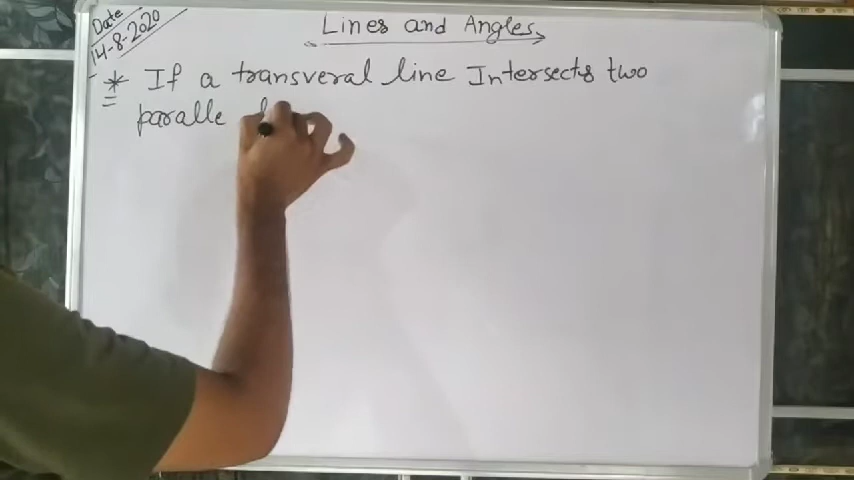 Date
14-8-2020
Lines and Angles
* If a transveral line Intersects two
paralle